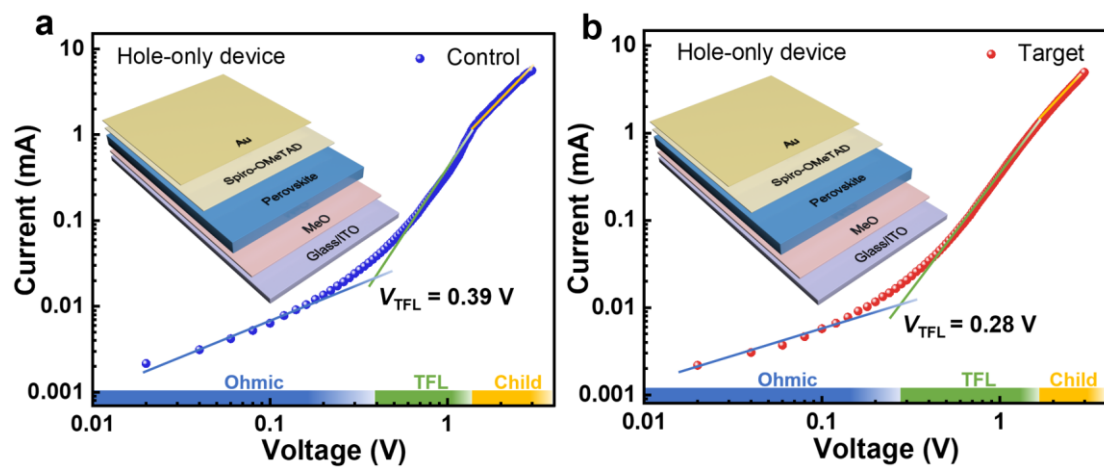 a
Hole-only device
Control
Au
Spiro-OMeTAD
Perovskite
MeO
Glass/ITO
V_TFL = 0.39 V
Ohmic
TFL
Child
10
1
0.1
0.01
0.001
0.01
0.1
1
Current (mA)
Voltage (V)
b
Hole-only device
Target
Au
Spiro-OMeTAD
Perovskite
MeO
Glass/ITO
V_TFL = 0.28 V
Ohmic
TFL
Child
10
1
0.1
0.01
0.001
0.01
0.1
1
Current (mA)
Voltage (V)